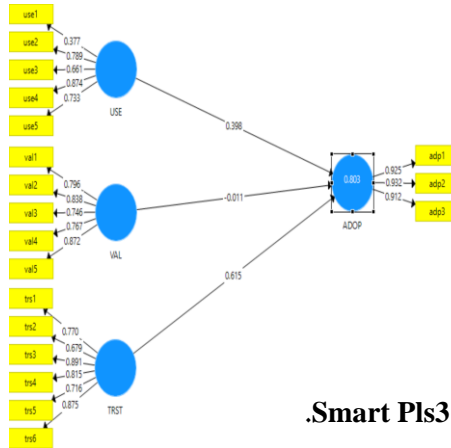 use1
use2
use3
use4
use5
0.377
0.789
0.661
0.874
0.733
USE
0.398
val1
val2
val3
val4
val5
0.796
0.838
0.746
0.767
0.872
VAL
-0.011
trs1
trs2
trs3
trs4
trs5
trs6
0.770
0.679
0.891
0.815
0.716
0.875
TRST
0.615
0.803
ADOP
0.925
0.932
0.912
adp1
adp2
adp3
.Smart Pls3